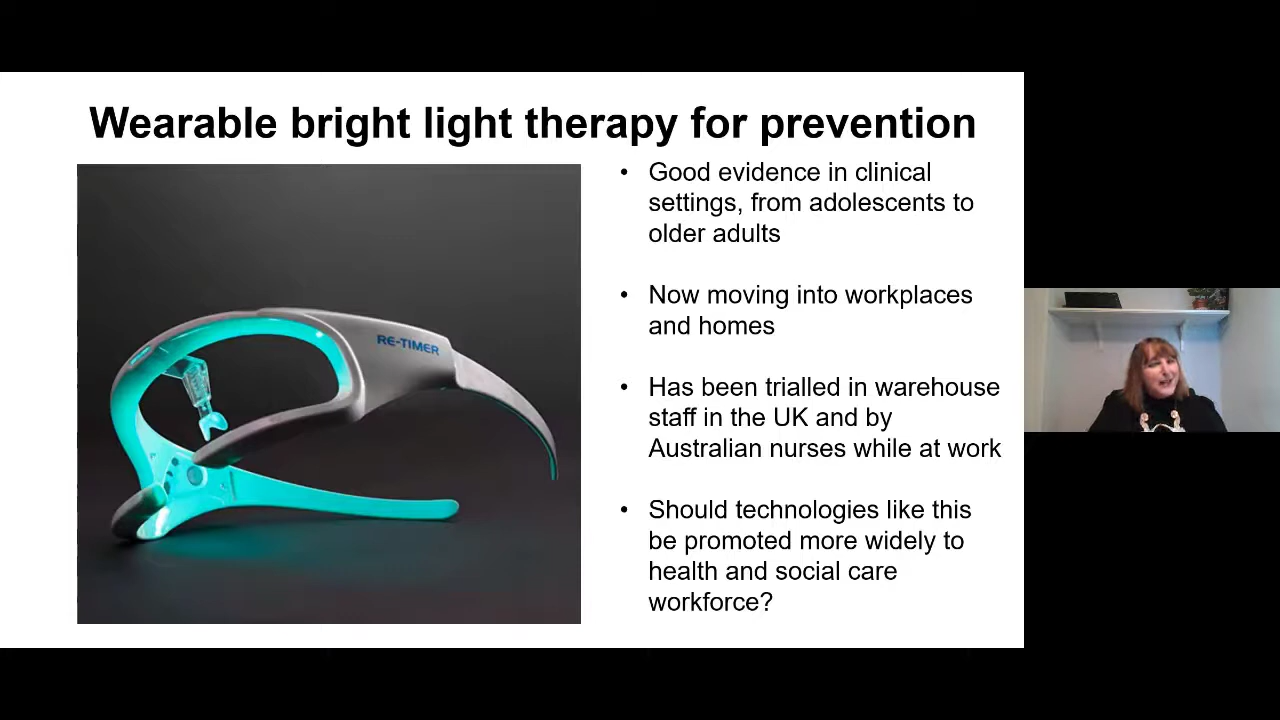 Wearable bright light therapy for prevention
RE-TIMER
• Good evidence in clinical
settings, from adolescents to
older adults
• Now moving into workplaces
and homes
• Has been trialled in warehouse
staff in the UK and by
Australian nurses while at work
• Should technologies like this
be promoted more widely to
health and social care
workforce?